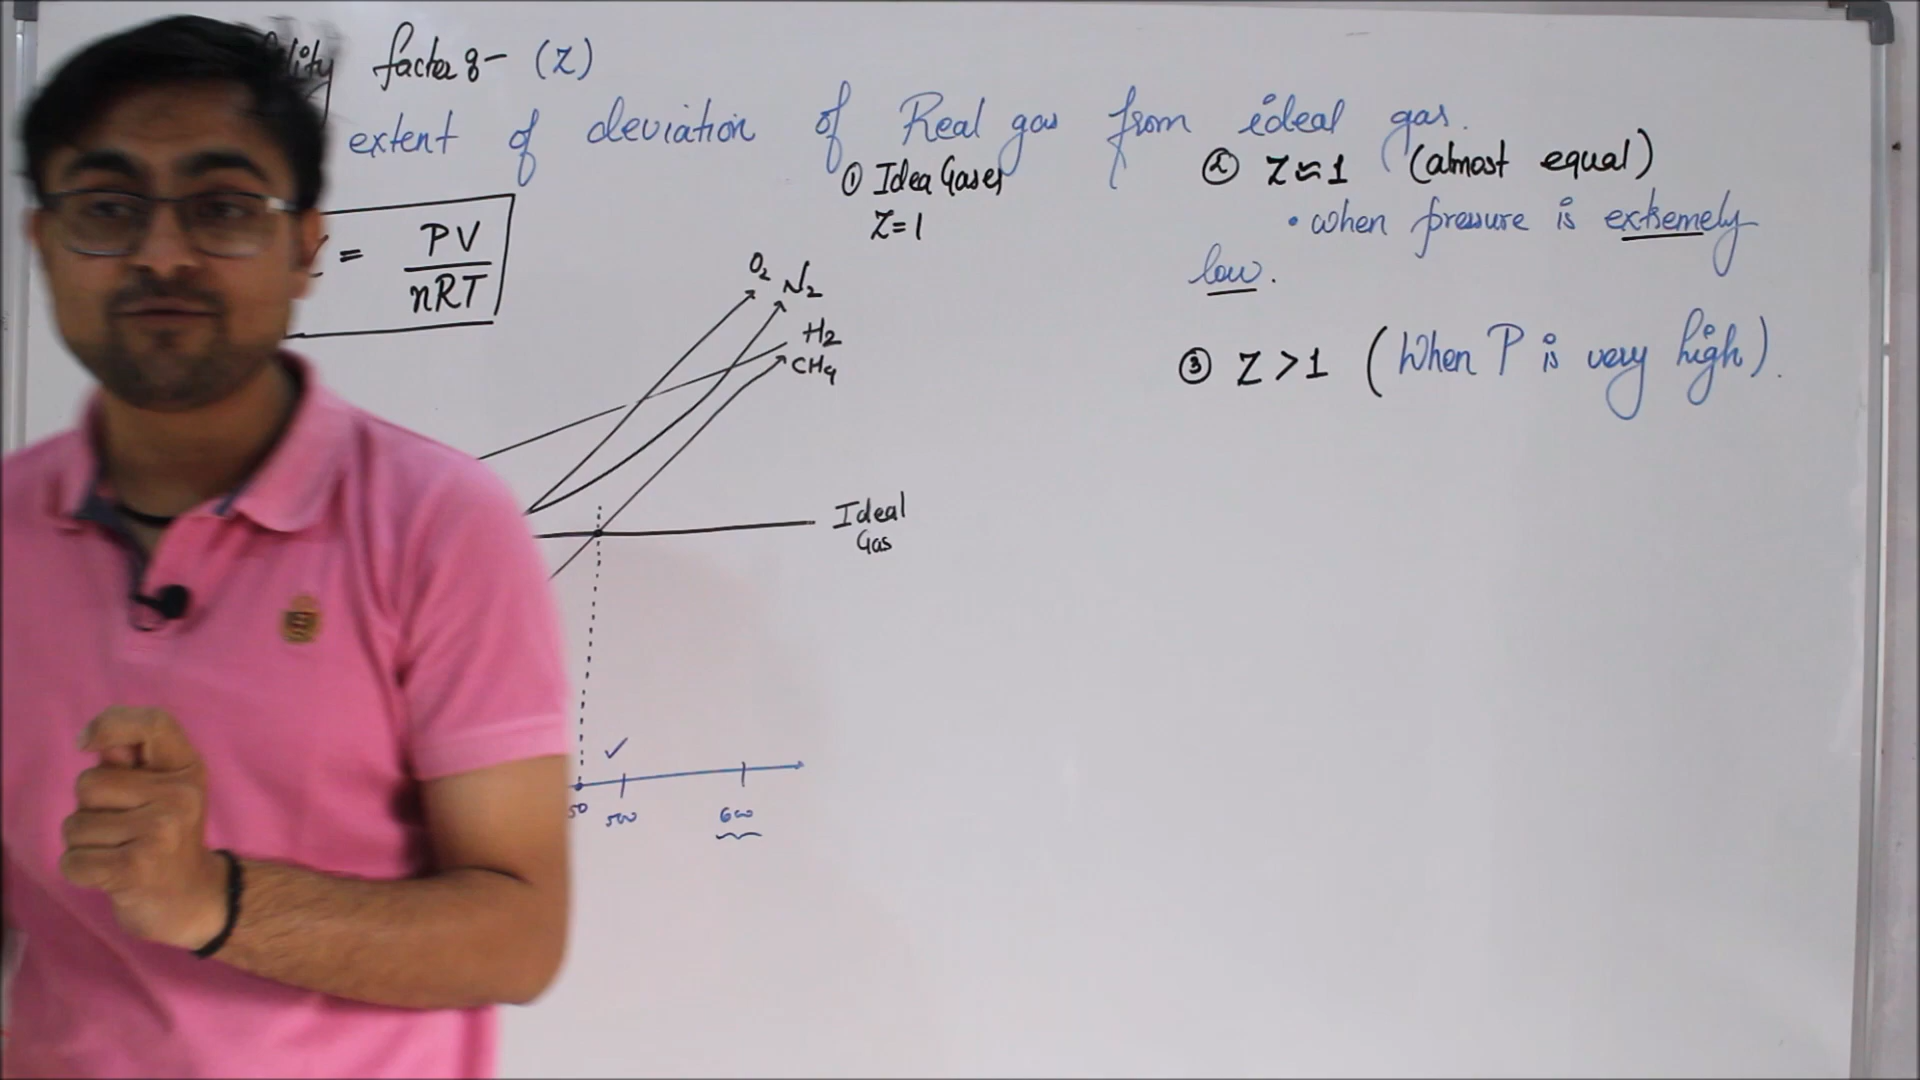 factor :- (Z)
extent of deviation of Real gas from ideal gas.
① Idea Gases
Z=1
② Z≈1 (almost equal)
• when pressure is extremely
low.
③ Z>1 (When P is very high).
= PV
nRT
O2 N2
H2
CH4
Ideal
Gas
✓
50 500 600